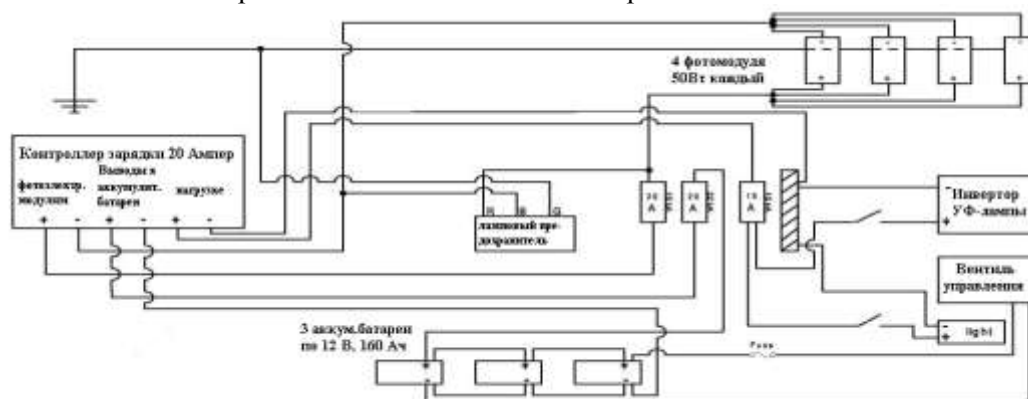 4 фотомодуля
50Вт каждый
Контроллер зарядки 20 Ампер
фотоэлектр.
модулям
Выводы к
аккумулят.
батареи
нагрузке
+ - + - + -
R B G
ламповый пре-
дохранитель
20
А
20
А
15
А
- Инвертор
+ УФ-лампы
Вентиль
управления
- light
+
Fuse
3 аккум.батареи
по 12 В, 160 Ач